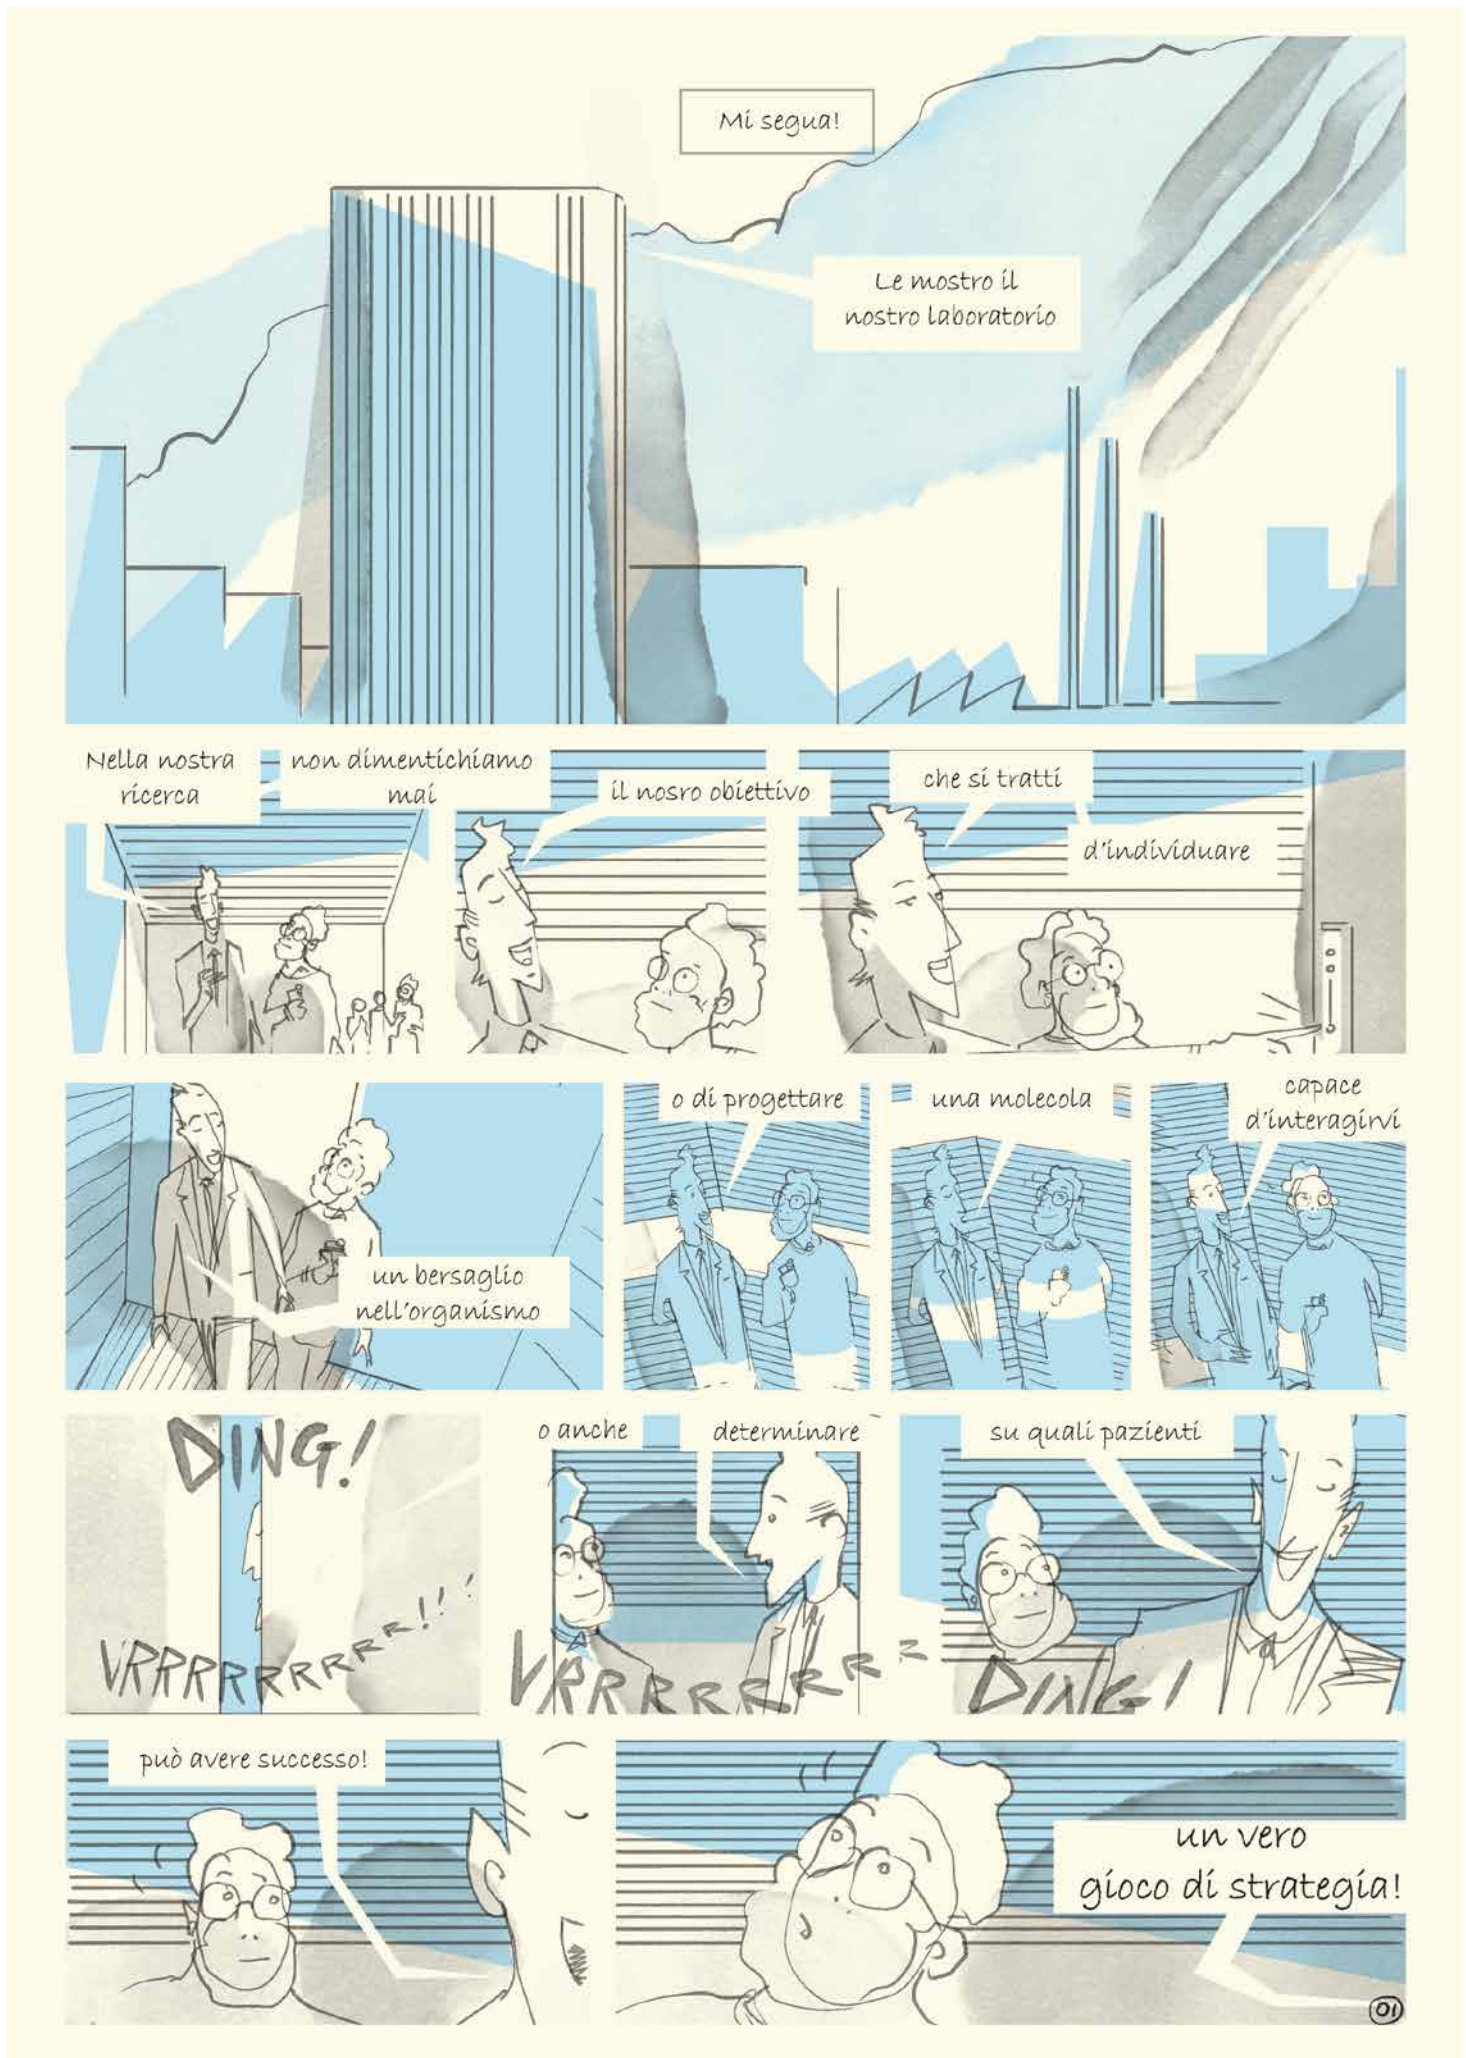 Mi segua!
Le mostro il
nostro laboratorio
Nella nostra
ricerca
non dimentichiamo
mai
il nosro obiettivo
che si tratti
d'individuare
un bersaglio
nell'organismo
o di progettare
una molecola
capace
d'interagirvi
DING!
VRRRRRRRRR!!!
o anche
determinare
VRRRRRRRRR
su quali pazienti
DING!
può avere successo!
un vero
gioco di strategia!
01